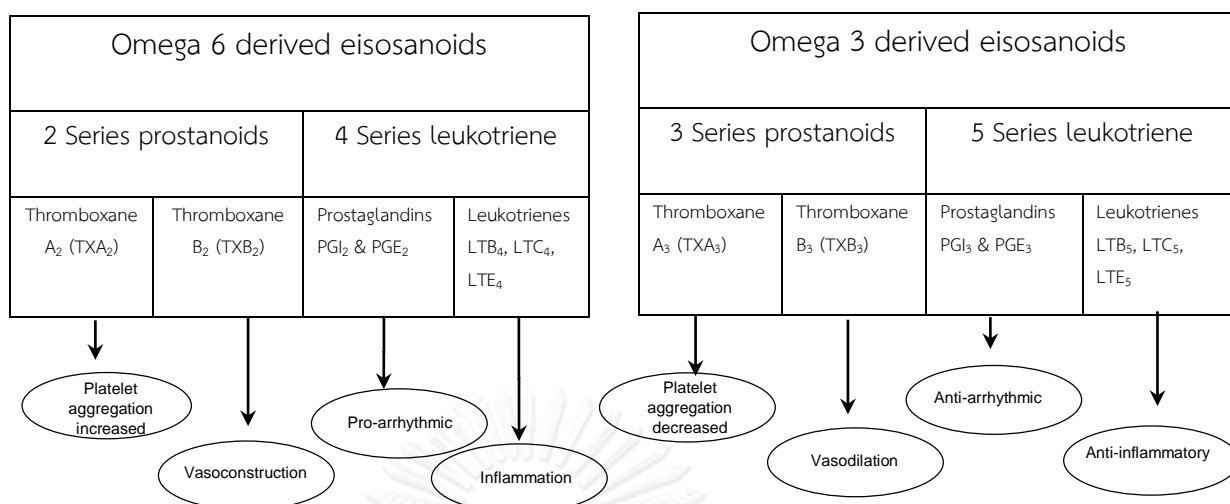 Omega 6 derived eisosanoids
2 Series prostanoids
4 Series leukotriene
Thromboxane
A₂ (TXA₂)
Thromboxane
B₂ (TXB₂)
Prostaglandins
PGI₂ & PGE₂
Leukotrienes
LTB₄, LTC₄,
LTE₄
Platelet
aggregation
increased
Vasoconstruction
Pro-arrhythmic
Inflammation
Omega 3 derived eisosanoids
3 Series prostanoids
5 Series leukotriene
Thromboxane
A₃ (TXA₃)
Thromboxane
B₃ (TXB₃)
Prostaglandins
PGI₃ & PGE₃
Leukotrienes
LTB₅, LTC₅,
LTE₅
Platelet
aggregation
decreased
Vasodilation
Anti-arrhythmic
Anti-inflammatory